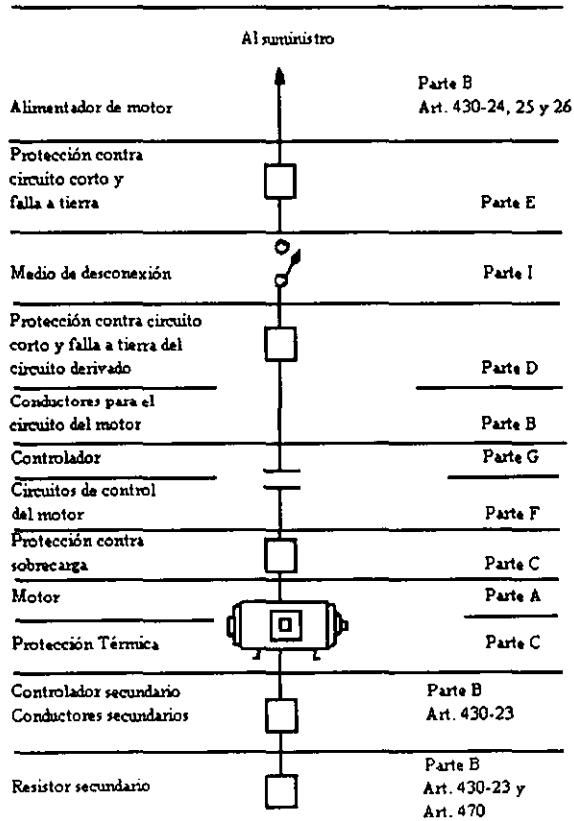 Al suministro
Alimentador de motor
Parte B
Art. 430-24, 25 y 26
Protección contra
circuito corto y
falla a tierra
Parte E
Medio de desconexión
Parte I
Protección contra circuito
corto y falla a tierra del
circuito derivado
Parte D
Conductores para el
circuito del motor
Parte B
Controlador
Parte G
Circuitos de control
del motor
Parte F
Protección contra
sobrecarga
Parte C
Motor
Parte A
Protección Térmica
Parte C
Controlador secundario
Conductores secundarios
Parte B
Art. 430-23
Resistor secundario
Parte B
Art. 430-23 y
Art. 470